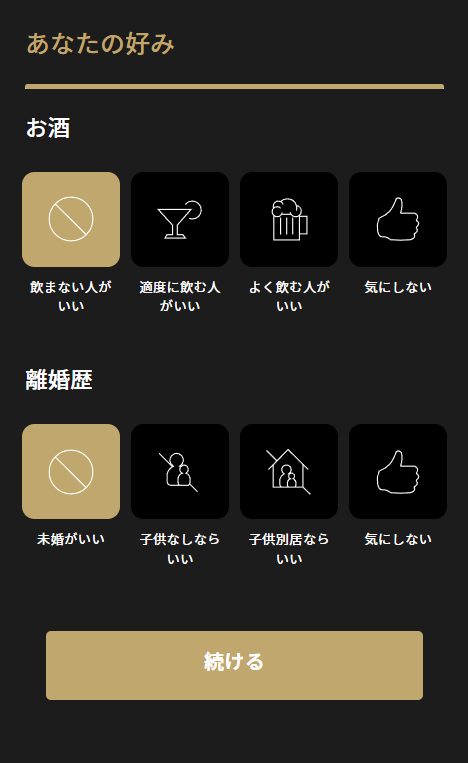 あなたの好み
お酒
飲まない人が
いい
適度に飲む人
がいい
よく飲む人が
いい
気にしない
離婚歴
未婚がいい
子供なしなら
いい
子供別居なら
いい
気にしない
続ける